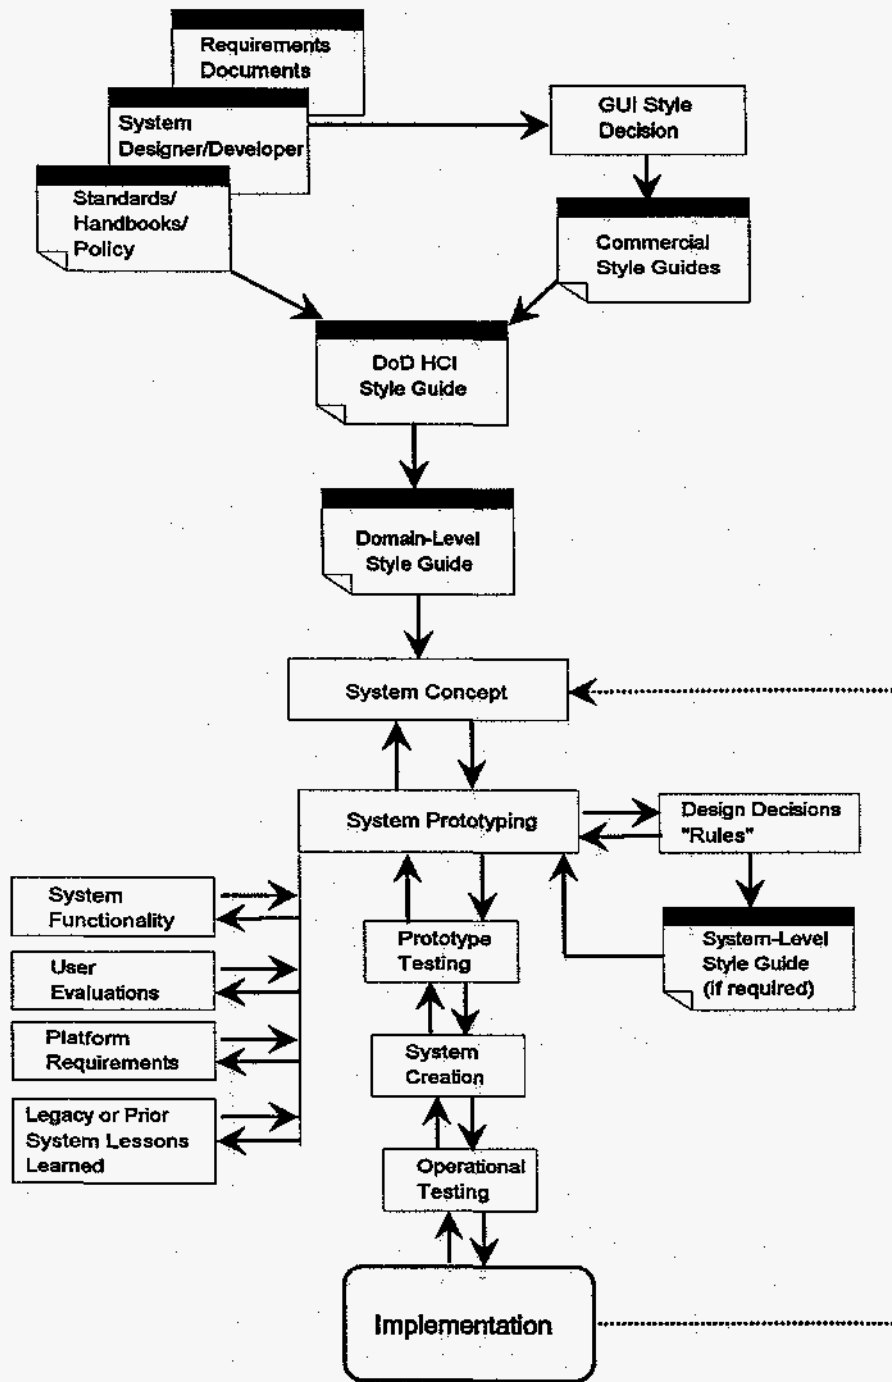 Requirements
Documents
System
Designer/Developer
Standards/
Handbooks/
Policy
GUI Style
Decision
Commercial
Style Guides
DoD HCI
Style Guide
Domain-Level
Style Guide
System Concept
System Prototyping
Design Decisions
"Rules"
System-Level
Style Guide
(if required)
System
Functionality
User
Evaluations
Platform
Requirements
Legacy or Prior
System Lessons
Learned
Prototype
Testing
System
Creation
Operational
Testing
Implementation